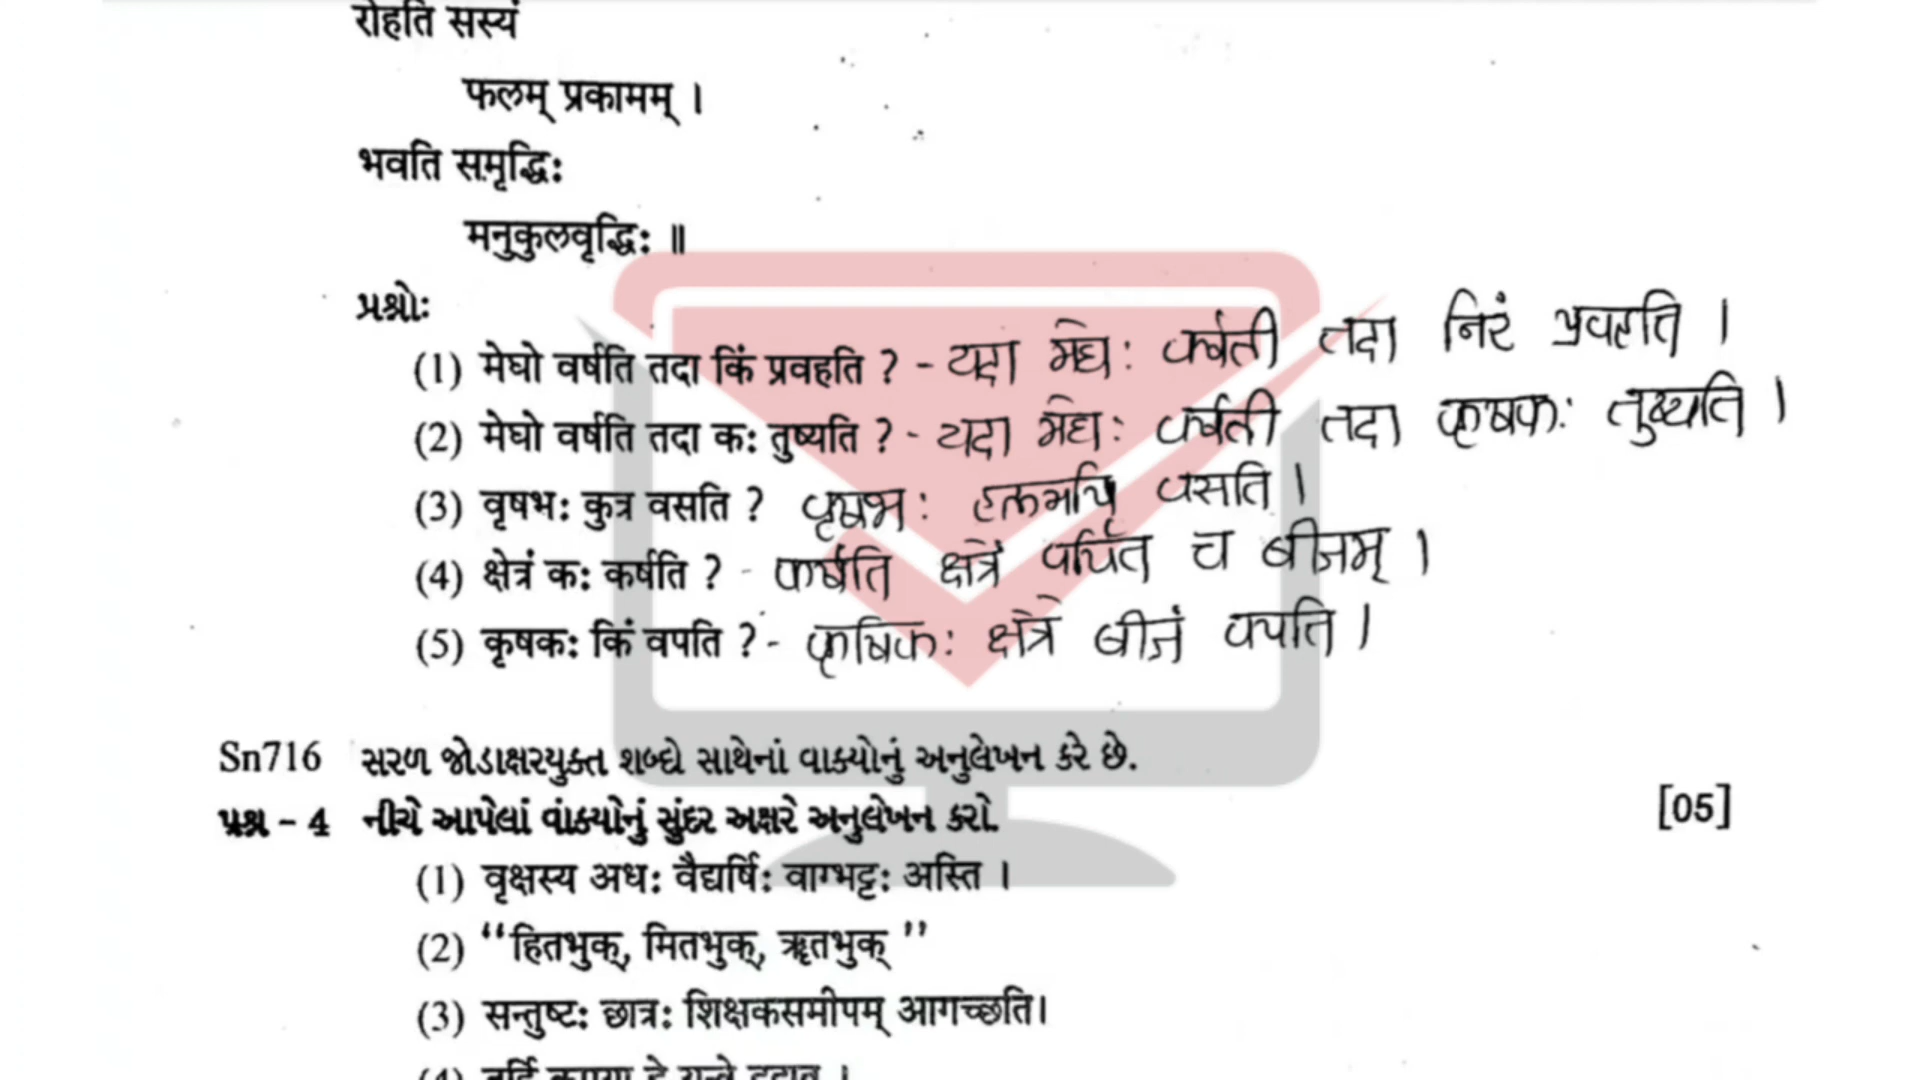 रोहति सस्यं
फलम् प्रकामम् ।
भवति समृद्धिः
मनुकुलवृद्धिः ॥
प्रश्नोः
(1) मेघो वर्षति तदा किं प्रवहति ? - यदा मेघः वर्षती तदा निरं प्रवहति ।
(2) मेघो वर्षति तदा कः तुष्यति ? - यदा मेघः वर्षती तदा कृषकः तुष्यति ।
(3) वृषभः कुत्र वसति ? वृषभः वसति ।
(4) क्षेत्रं कः कर्षति ? - कर्षति क्षत्रें च बीजम् ।
(5) कृषकः किं वपति ? - कृषिकः क्षत्रें बीजं वपति ।
Sn716 સરળ જોડાક્ષરયુક્ત શબ્દો સાથેનાં વાક્યોનું અનુલેખન કરે છે.
પ્રશ્ન - 4 નીચે આપેલાં વાક્યોનું સુંદર અક્ષરે અનુલેખન કરો. [05]
(1) वृक्षस्य अधः वैद्यर्षिः वाग्भट्टः अस्ति ।
(2) “हितभुक्, मितभुक्, ऋतभुक् ”
(3) सन्तुष्टः छात्रः शिक्षकसमीपम् आगच्छति।